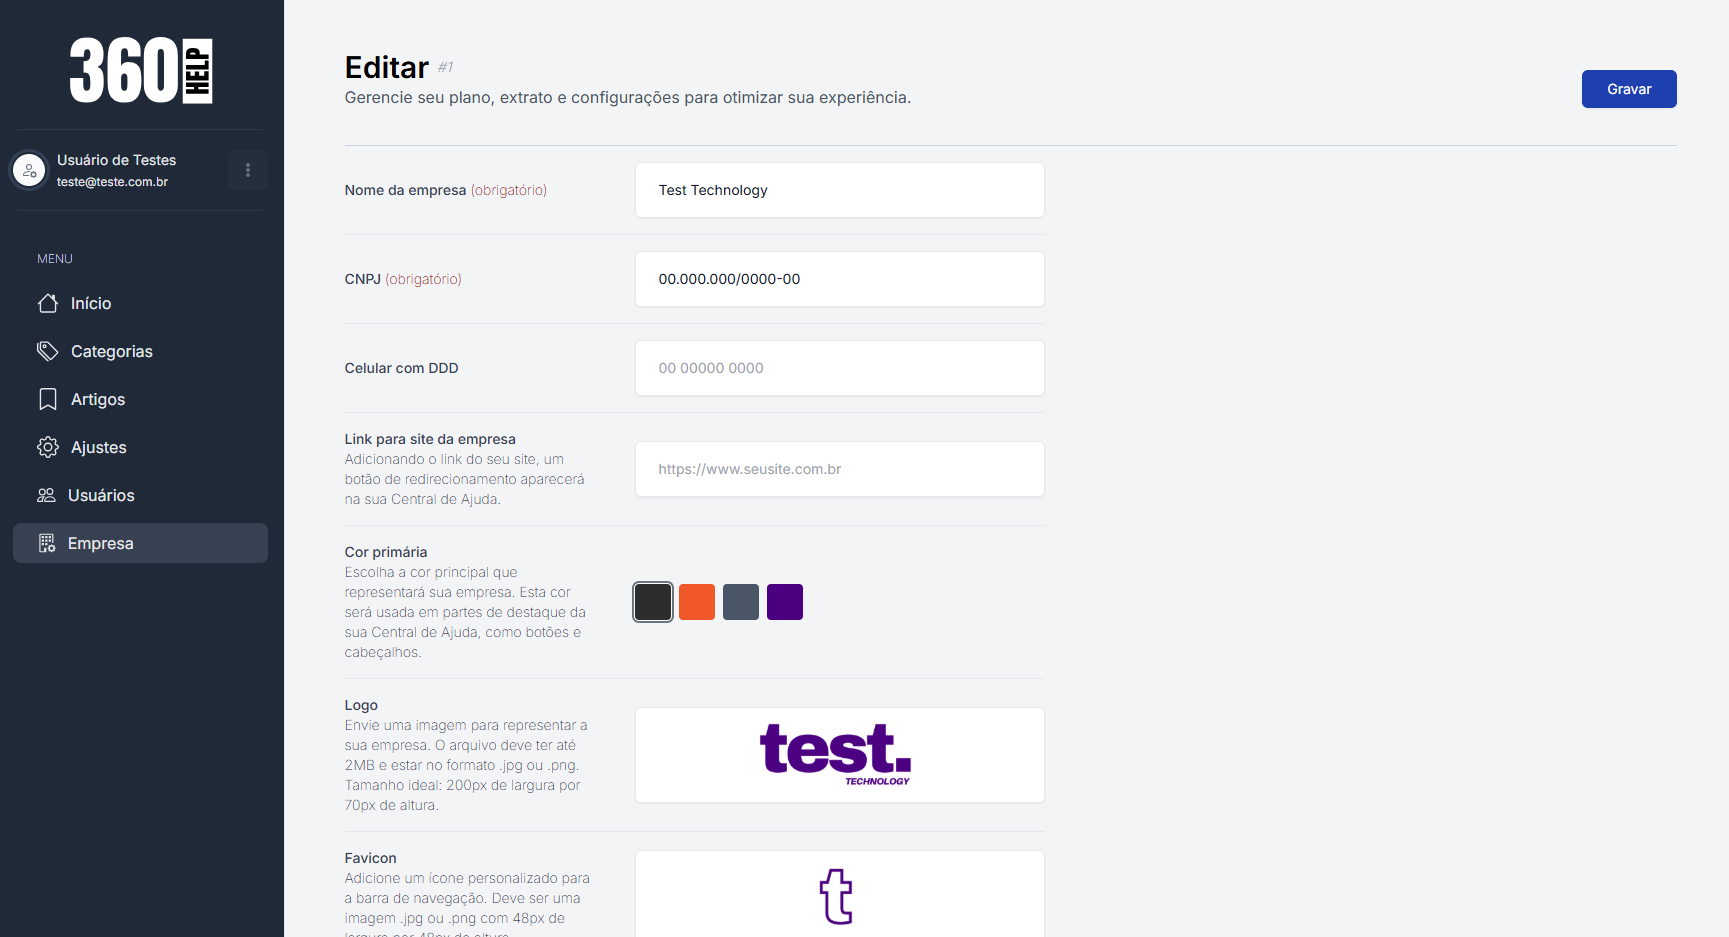 360 HELP
Usuário de Testes
teste@teste.com.br
MENU
Início
Categorias
Artigos
Ajustes
Usuários
Empresa
Editar #1
Gerencie seu plano, extrato e configurações para otimizar sua experiência.
Gravar
Nome da empresa (obrigatório)
Test Technology
CNPJ (obrigatório)
00.000.000/0000-00
Celular com DDD
00 00000 0000
Link para site da empresa
Adicionando o link do seu site, um
botão de redirecionamento aparecerá
na sua Central de Ajuda.
https://www.seusite.com.br
Cor primária
Escolha a cor principal que
representará sua empresa. Esta cor
será usada em partes de destaque da
sua Central de Ajuda, como botões e
cabeçalhos.
Logo
Envie uma imagem para representar a
sua empresa. O arquivo deve ter até
2MB e estar no formato .jpg ou .png.
Tamanho ideal: 200px de largura por
70px de altura.
test.
TECHNOLOGY
Favicon
Adicione um ícone personalizado para
a barra de navegação. Deve ser uma
imagem .jpg ou .png com 48px de
largura por 48px de altura.
t